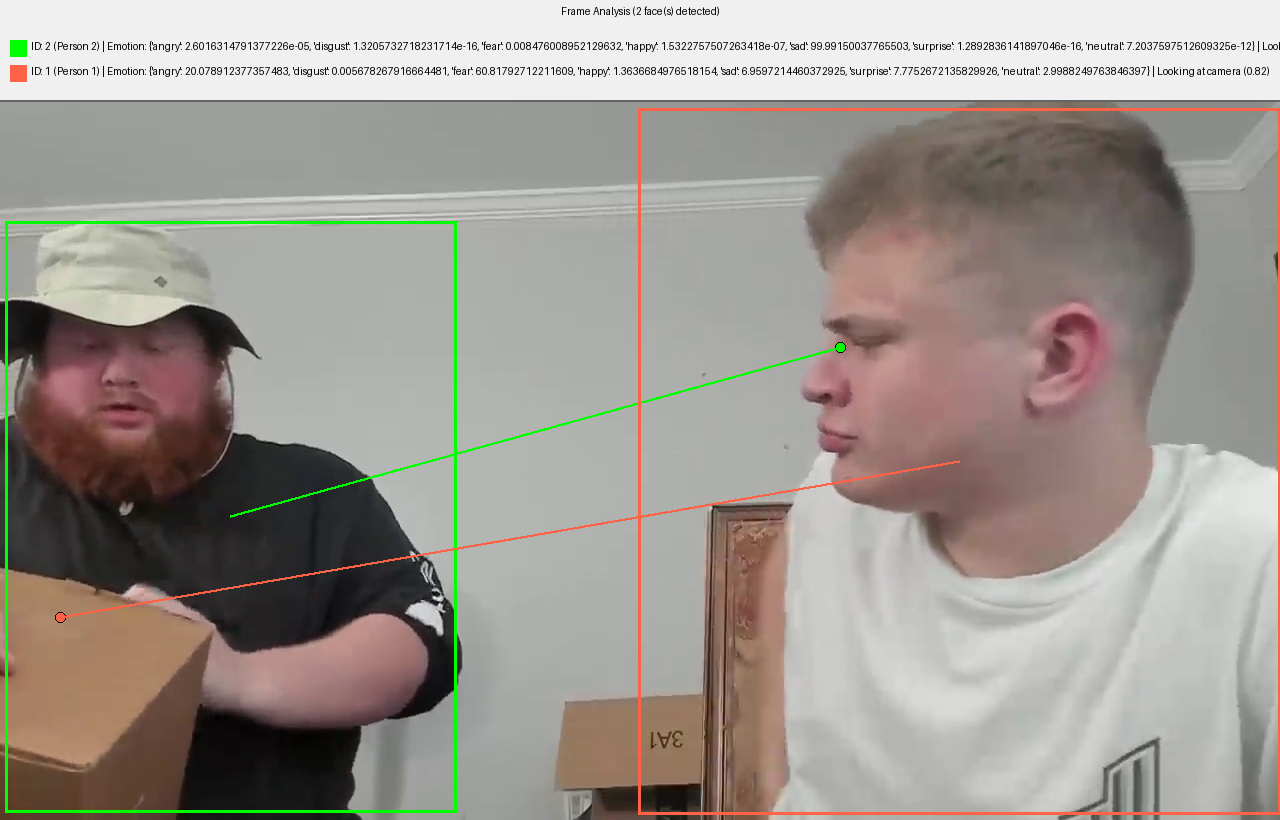 Frame Analysis (2 face(s) detected)
ID: 2 (Person 2) | Emotion: {'angry': 2.6016314791377226e-05, 'disgust': 1.3205732718231714e-16, 'fear': 0.008476008952129632, 'happy': 1.5322757507263418e-07, 'sad': 99.99150037765503, 'surprise': 1.2892836141897046e-16, 'neutral': 7.2037597512609325e-12} | Look
ID: 1 (Person 1) | Emotion: {'angry': 20.078912377357483, 'disgust': 0.005678267916664481, 'fear': 60.81792712211609, 'happy': 1.3636684976518154, 'sad': 6.9597214460372925, 'surprise': 7.7752672135829926, 'neutral': 2.9988249763846397} | Looking at camera (0.82)
3A1